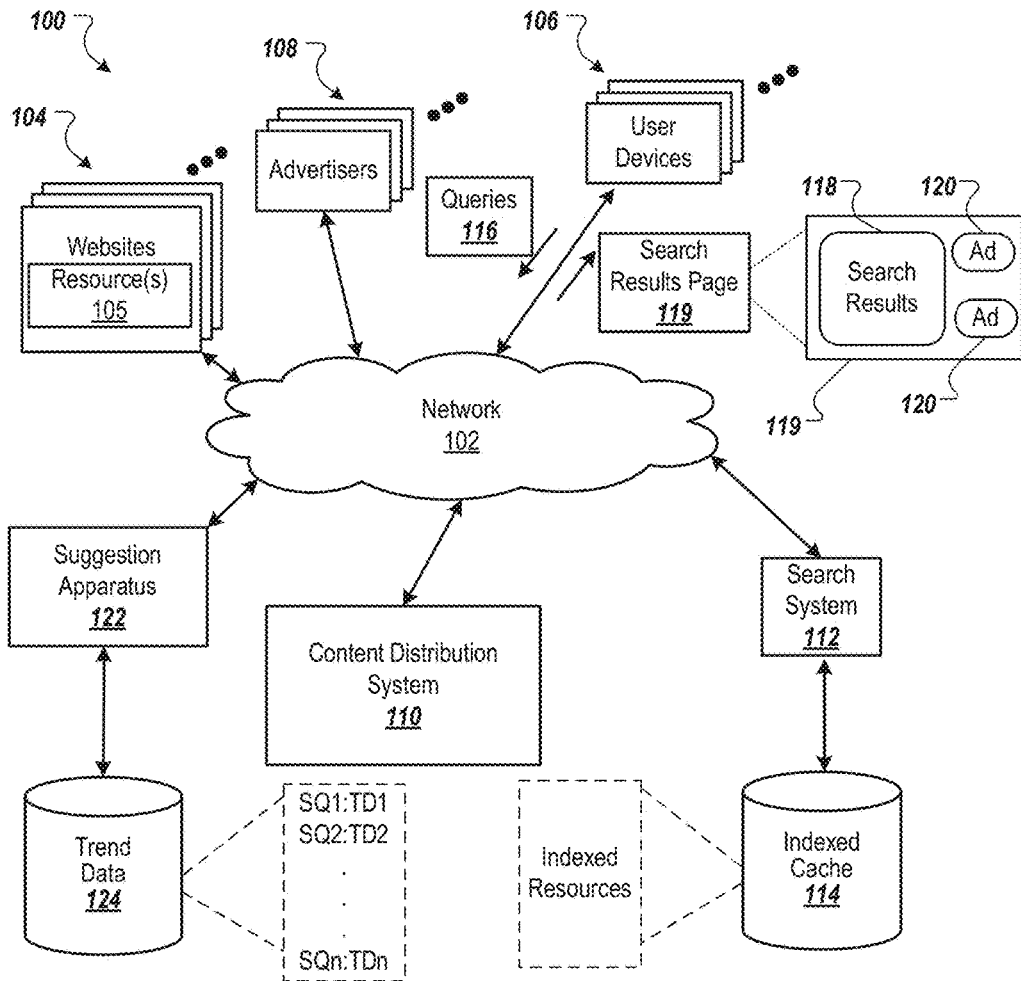 100
108
106
104
Advertisers
User
Devices
Queries
116
118
120
Websites
Resource(s)
105
Search
Results Page
119
Search
Results
Ad
Ad
119
120
Network
102
Suggestion
Apparatus
122
Content Distribution
System
110
Search
System
112
Trend
Data
124
SQ1:TD1
SQ2:TD2
.
.
.
SQn:TDn
Indexed
Resources
Indexed
Cache
114